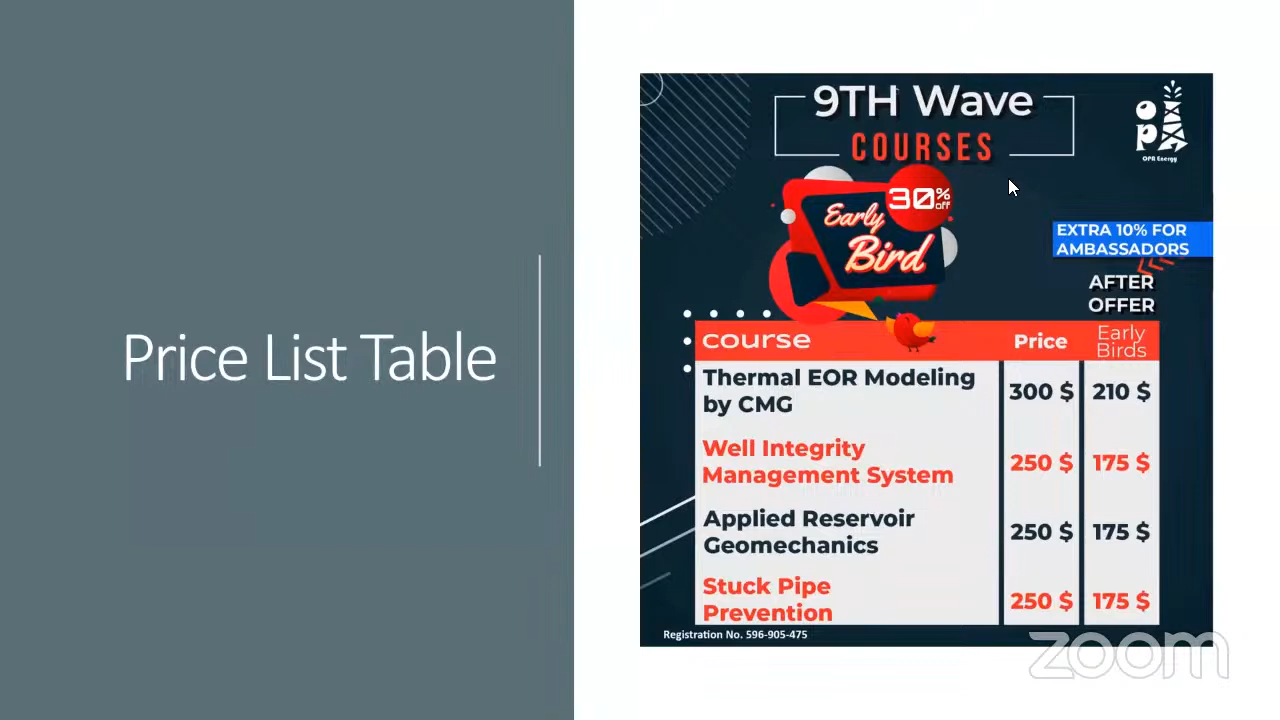 Price List Table
9TH Wave
COURSES
OPR Energy
30% off
Early
Bird
EXTRA 10% FOR
AMBASSADORS
AFTER
OFFER
course Price Early Birds
Thermal EOR Modeling
by CMG
300 $ 210 $
Well Integrity
Management System
250 $ 175 $
Applied Reservoir
Geomechanics
250 $ 175 $
Stuck Pipe
Prevention
250 $ 175 $
Registration No. 596-905-475
zoom